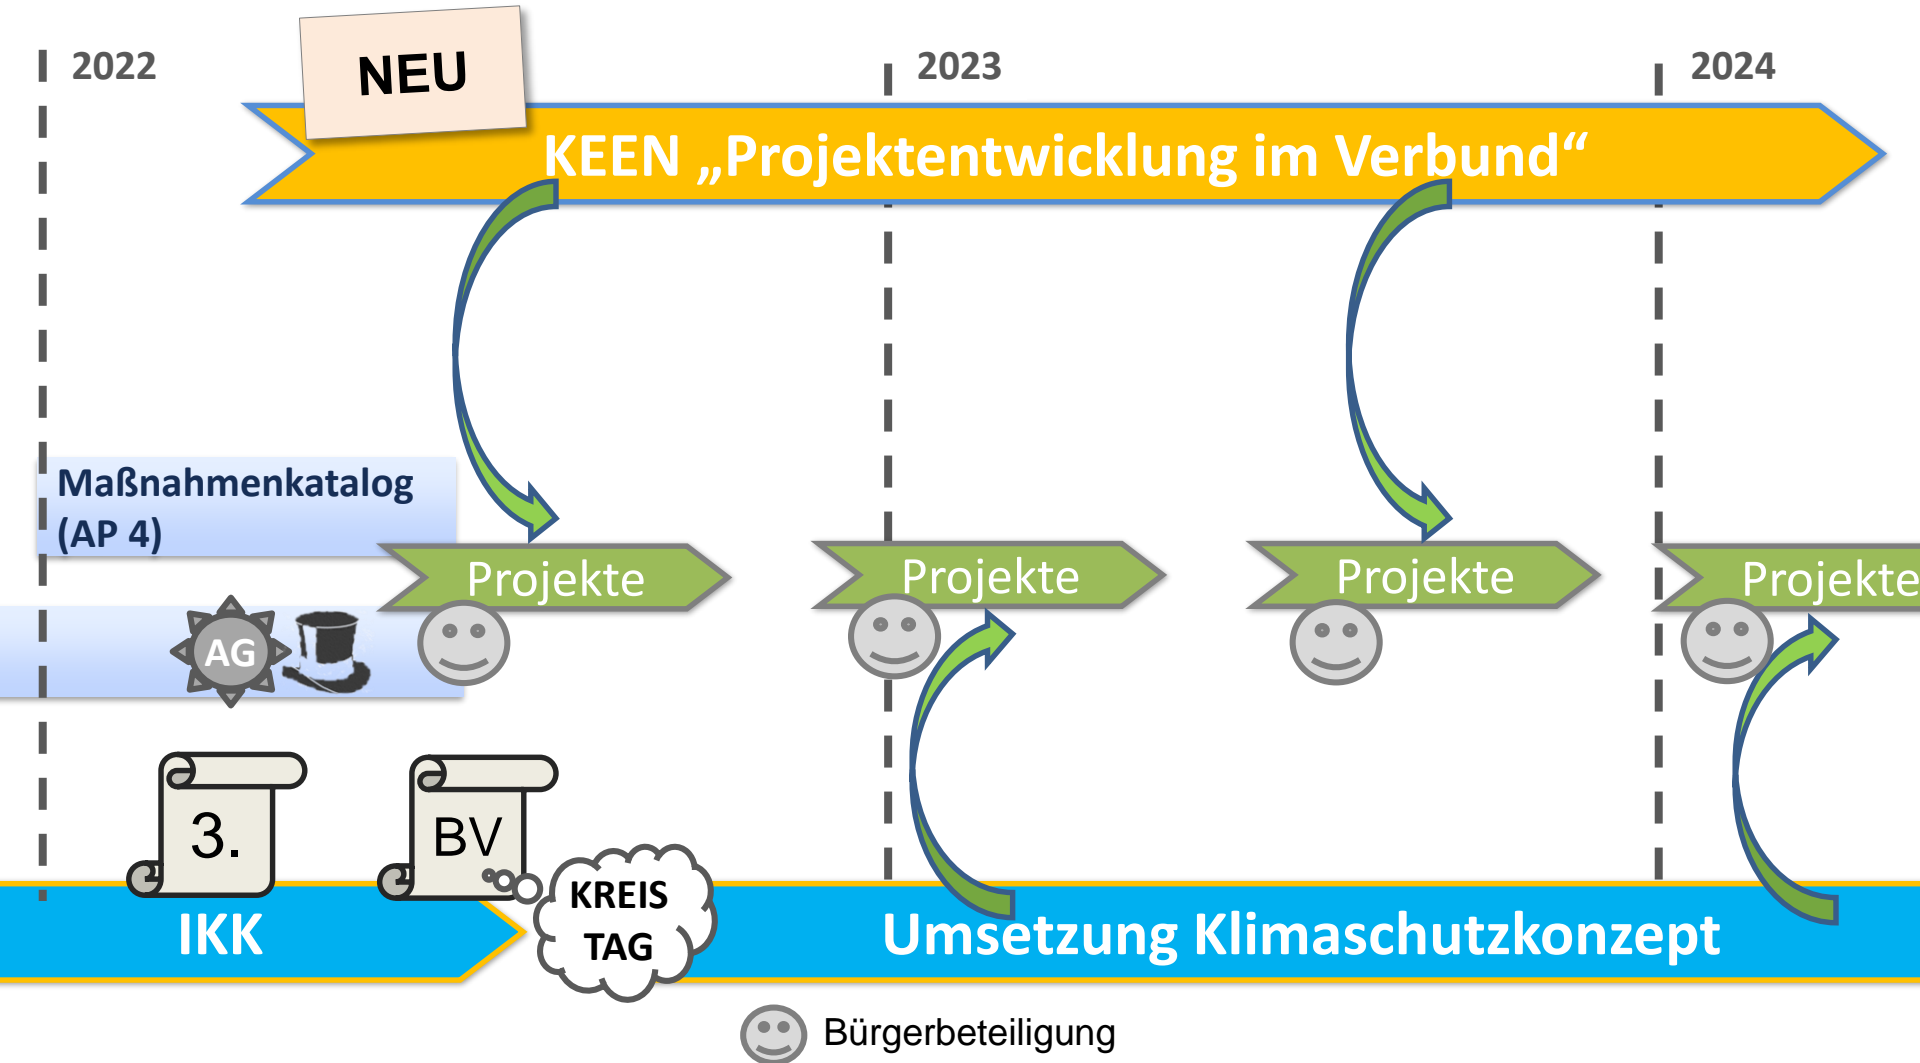 2022
NEU
2023
2024
KEEN „Projektentwicklung im Verbund“
Maßnahmenkatalog
(AP 4)
Projekte
Projekte
Projekte
Projekte
AG
3.
BV
KREIS
TAG
IKK
Umsetzung Klimaschutzkonzept
Bürgerbeteiligung